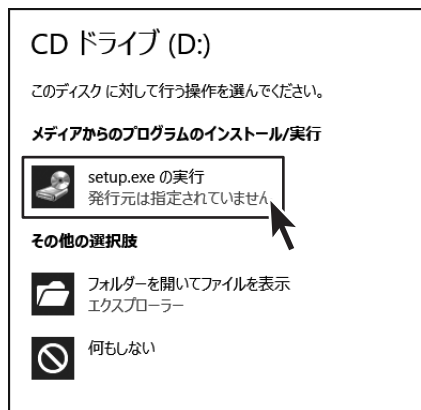 CD ドライブ (D:)
このディスクに対して行う操作を選んでください。
メディアからのプログラムのインストール/実行
setup.exe の実行
発行元は指定されていません
その他の選択肢
フォルダーを開いてファイルを表示
エクスプローラー
何もしない